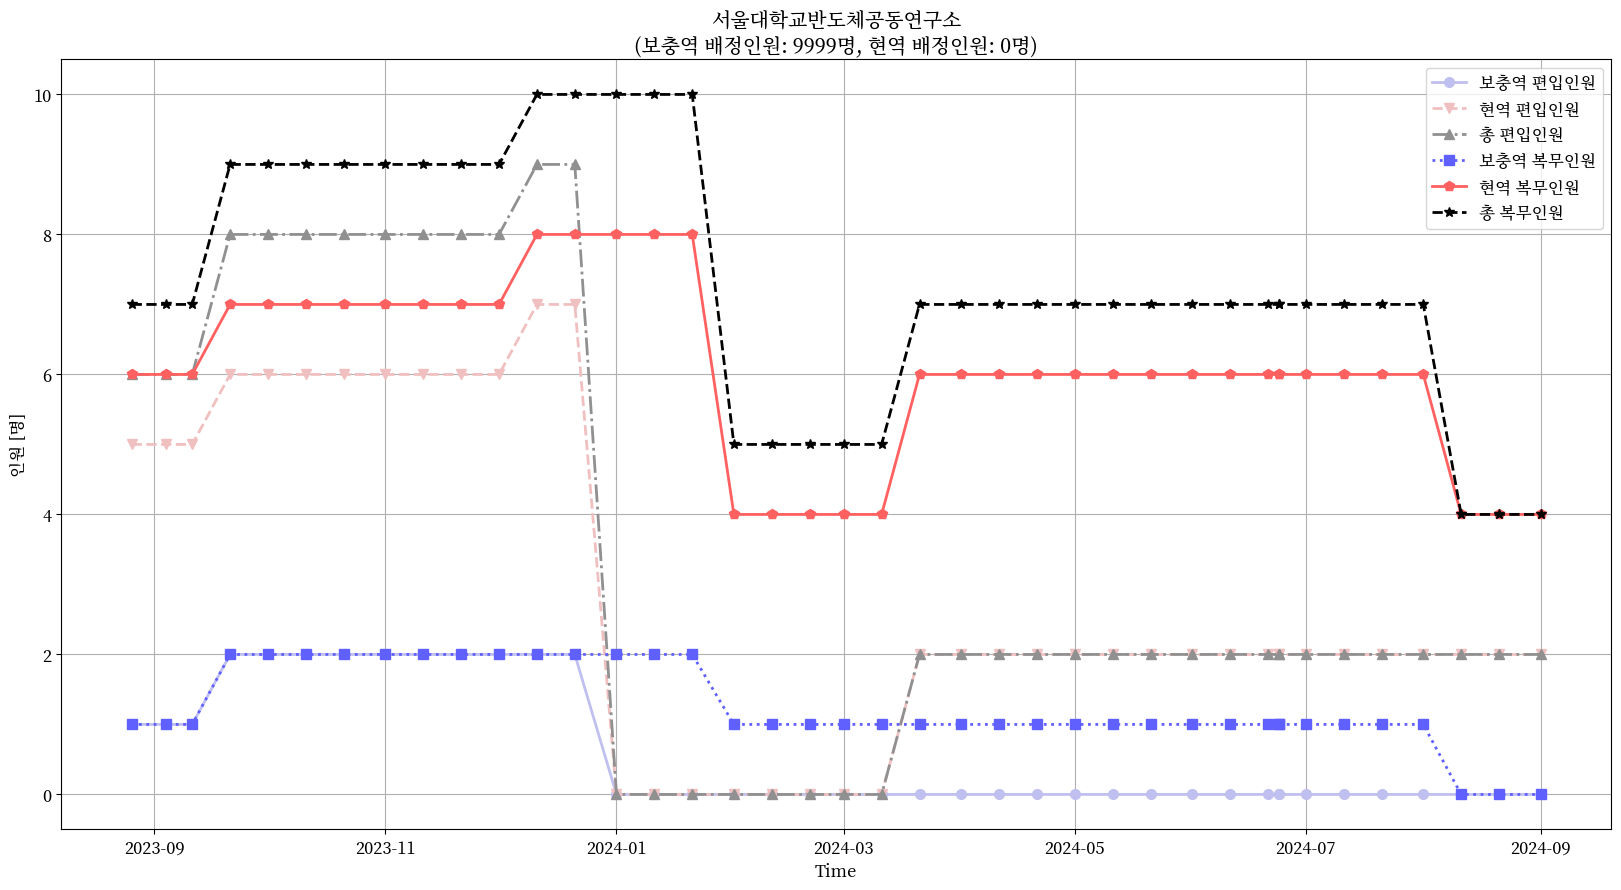 서울대학교반도체공동연구소
(보충역 배정인원: 9999명, 현역 배정인원: 0명)
보충역 편입인원
현역 편입인원
총 편입인원
보충역 복무인원
현역 복무인원
총 복무인원
인원 [명]
10
8
6
4
2
0
2023-09
2023-11
2024-01
2024-03
2024-05
2024-07
2024-09
Time